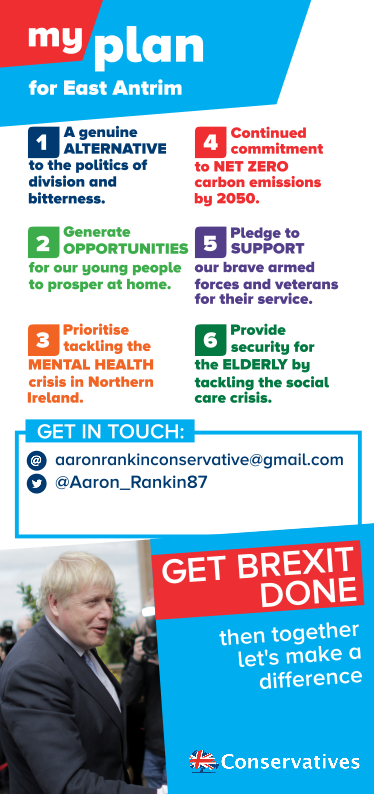 my plan
for East Antrim
1 A genuine
ALTERNATIVE
to the politics of
division and
bitterness.
2 Generate
OPPORTUNITIES
for our young people
to prosper at home.
3 Prioritise
tackling the
MENTAL HEALTH
crisis in Northern
Ireland.
4 Continued
commitment
to NET ZERO
carbon emissions
by 2050.
5 Pledge to
SUPPORT
our brave armed
forces and veterans
for their service.
6 Provide
security for
the ELDERLY by
tackling the social
care crisis.
GET IN TOUCH:
@ aaronrankinconservative@gmail.com
@Aaron_Rankin87
GET BREXIT
DONE
then together
let's make a
difference
Conservatives